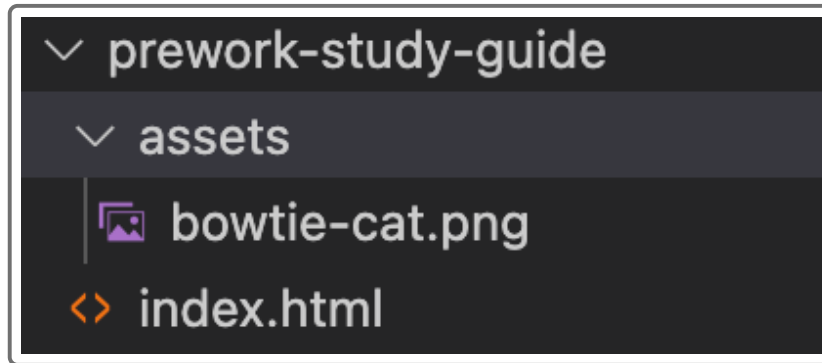 prework-study-guide
assets
bowtie-cat.png
index.html